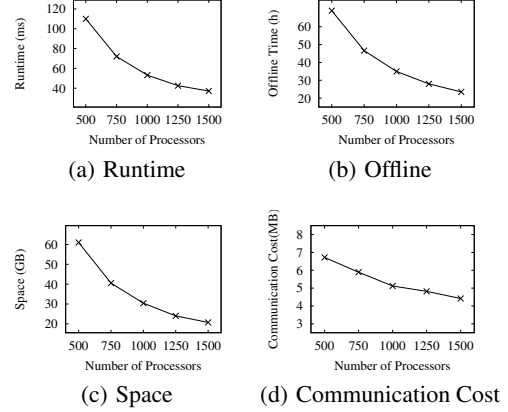 120
100
80
60
40
Runtime (ms)
500 750 1000 1250 1500
Number of Processors
(a) Runtime
60
50
40
30
20
Offline Time (h)
500 750 1000 1250 1500
Number of Processors
(b) Offline
60
50
40
30
20
Space (GB)
500 750 1000 1250 1500
Number of Processors
(c) Space
8
7
6
5
4
3
Communication Cost(MB)
500 750 1000 1250 1500
Number of Processors
(d) Communication Cost